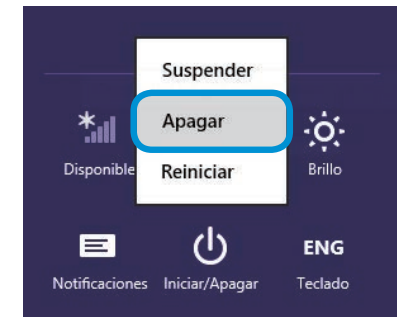 Suspender
Apagar
Reiniciar
Disponible
Brillo
ENG
Notificaciones
Iniciar/Apagar
Teclado